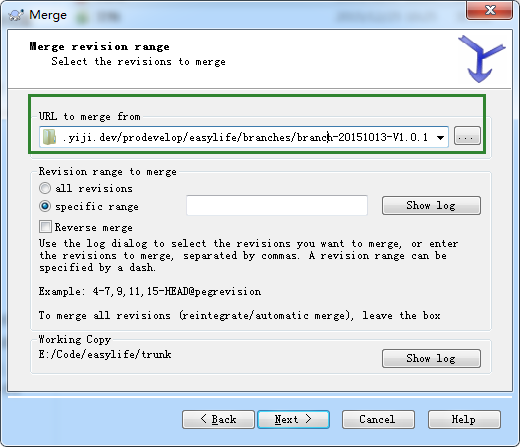 Merge
Merge revision range
Select the revisions to merge
URL to merge from
.yiji.dev/prodevelop/easylife/branches/branch-20151013-V1.0.1
...
Revision range to merge
all revisions
specific range
Show log
Reverse merge
Use the log dialog to select the revisions you want to merge, or enter
the revisions to merge, separated by commas. A revision range can be
specified by a dash.
Example: 4-7,9,11,15-HEAD@pegrevision
To merge all revisions (reintegrate/automatic merge), leave the box
Working Copy
E:/Code/easylife/trunk
Show log
< Back
Next >
Cancel
Help